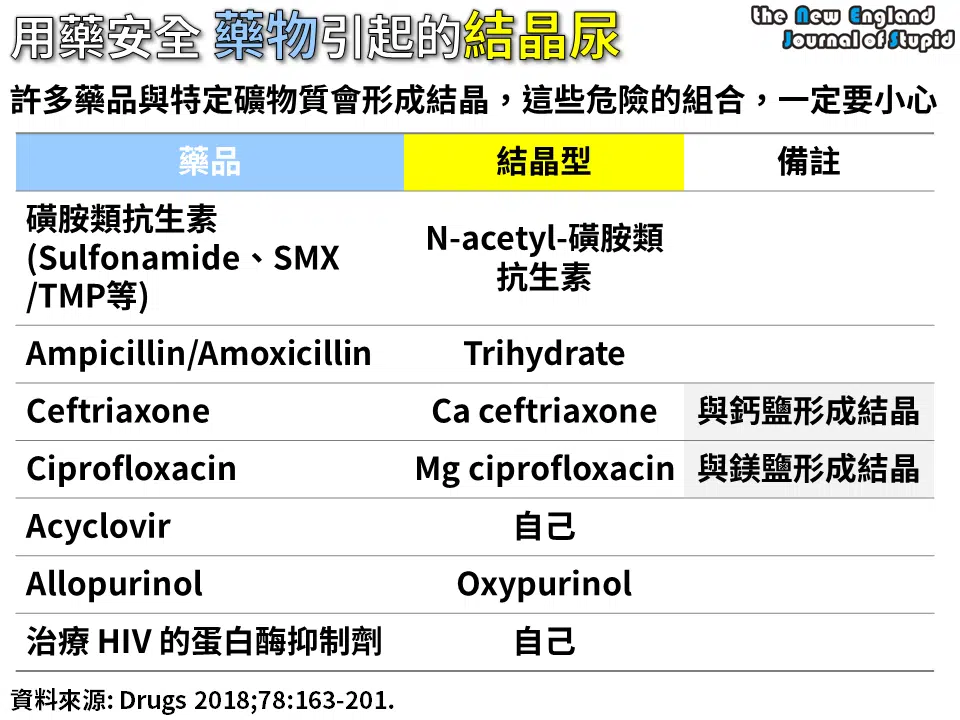 用藥安全 藥物引起的結晶尿
the New England
Journal of Stupid
許多藥品與特定礦物質會形成結晶，這些危險的組合，一定要小心
藥品 結晶型 備註
磺胺類抗生素
(Sulfonamide、SMX
/TMP等)
N-acetyl-磺胺類
抗生素
Ampicillin/Amoxicillin Trihydrate
Ceftriaxone Ca ceftriaxone 與鈣鹽形成結晶
Ciprofloxacin Mg ciprofloxacin 與鎂鹽形成結晶
Acyclovir 自己
Allopurinol Oxypurinol
治療 HIV 的蛋白酶抑制劑 自己
資料來源: Drugs 2018;78:163-201.